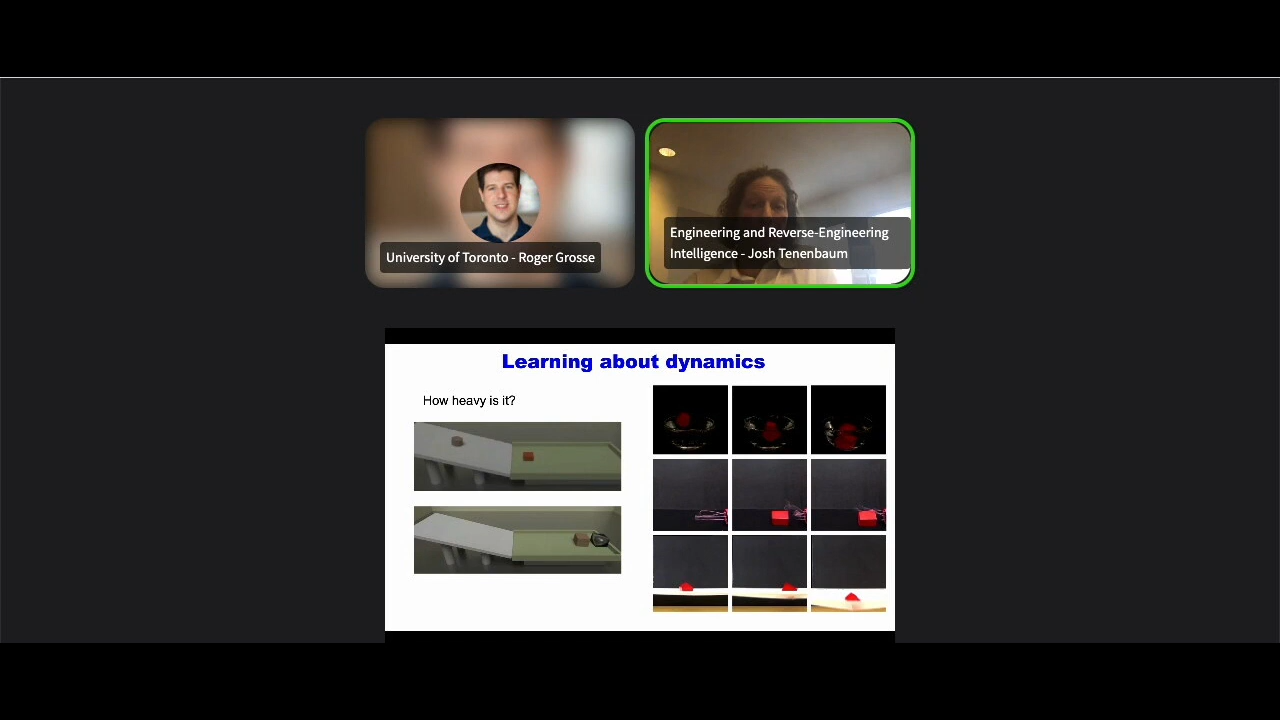 University of Toronto - Roger Grosse
Engineering and Reverse-Engineering
Intelligence - Josh Tenenbaum
Learning about dynamics
How heavy is it?